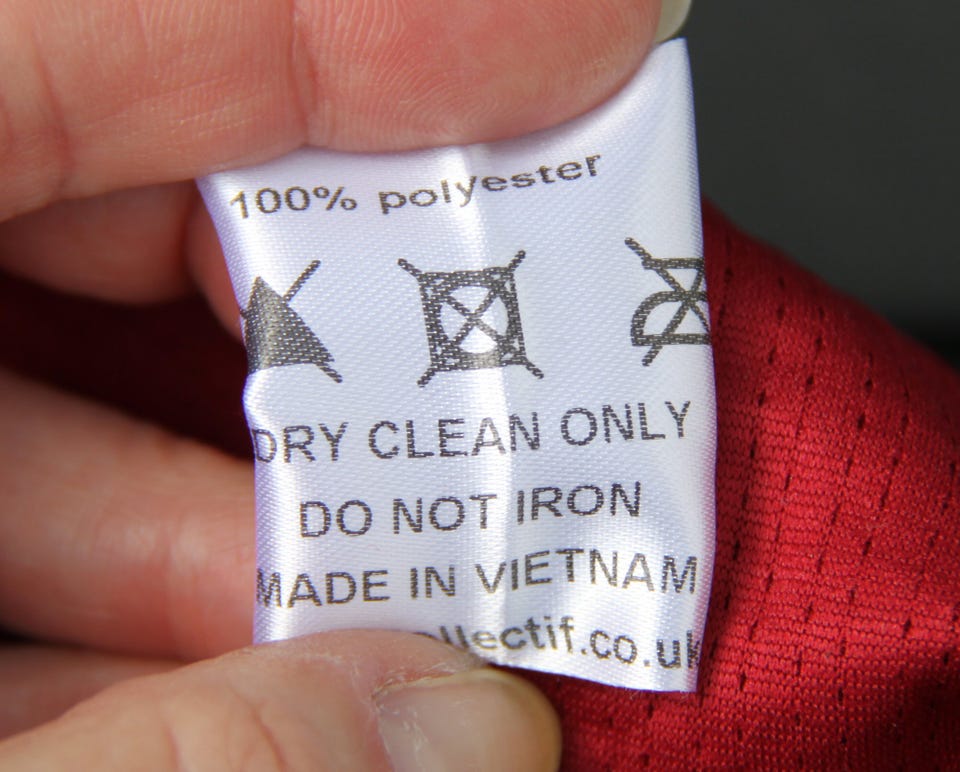 100% polyester
DRY CLEAN ONLY
DO NOT IRON
MADE IN VIETNAM
ollectif.co.uk